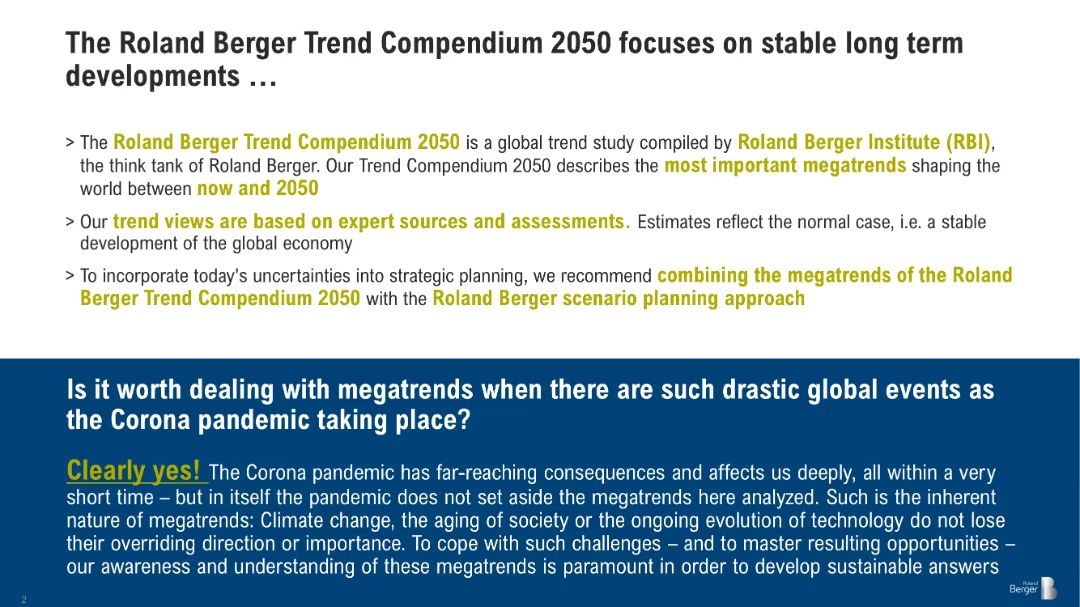 The Roland Berger Trend Compendium 2050 focuses on stable long term
developments …
> The Roland Berger Trend Compendium 2050 is a global trend study compiled by Roland Berger Institute (RBI),
the think tank of Roland Berger. Our Trend Compendium 2050 describes the most important megatrends shaping the
world between now and 2050
> Our trend views are based on expert sources and assessments. Estimates reflect the normal case, i.e. a stable
development of the global economy
> To incorporate today's uncertainties into strategic planning, we recommend combining the megatrends of the Roland
Berger Trend Compendium 2050 with the Roland Berger scenario planning approach
Is it worth dealing with megatrends when there are such drastic global events as
the Corona pandemic taking place?
Clearly yes! The Corona pandemic has far-reaching consequences and affects us deeply, all within a very
short time – but in itself the pandemic does not set aside the megatrends here analyzed. Such is the inherent
nature of megatrends: Climate change, the aging of society or the ongoing evolution of technology do not lose
their overriding direction or importance. To cope with such challenges – and to master resulting opportunities –
our awareness and understanding of these megatrends is paramount in order to develop sustainable answers
2
Roland
Berger